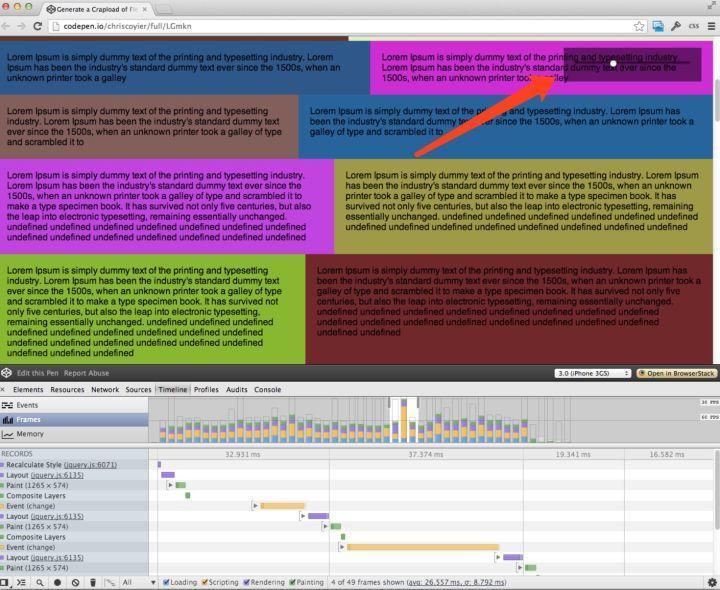 Generate a Crapload of Fle
codepen.io/chriscoyier/full/LGmkn
CSS
Lorem Ipsum is simply dummy text of the printing and typesetting industry.
Lorem Ipsum has been the industry's standard dummy text ever since the 1500s, when an
unknown printer took a galley
Lorem Ipsum is simply dummy text of the printing and typesetting industry.
Lorem Ipsum has been the industry's standard dummy text ever since the
1500s, when an unknown printer took a galley
Lorem Ipsum is simply dummy text of the printing and typesetting
industry. Lorem Ipsum has been the industry's standard dummy text
ever since the 1500s, when an unknown printer took a galley of type
and scrambled it to
Lorem Ipsum is simply dummy text of the printing and typesetting industry. Lorem Ipsum
has been the industry's standard dummy text ever since the 1500s, when an unknown
printer took a galley of type and scrambled it to
Lorem Ipsum is simply dummy text of the printing and typesetting industry.
Lorem Ipsum has been the industry's standard dummy text ever since the
1500s, when an unknown printer took a galley of type and scrambled it to
make a type specimen book. It has survived not only five centuries, but also
the leap into electronic typesetting, remaining essentially unchanged.
undefined undefined undefined undefined undefined undefined undefined
undefined undefined undefined undefined undefined undefined
Lorem Ipsum is simply dummy text of the printing and typesetting industry. Lorem
Ipsum has been the industry's standard dummy text ever since the 1500s, when an
unknown printer took a galley of type and scrambled it to make a type specimen book. It
has survived not only five centuries, but also the leap into electronic typesetting,
remaining essentially unchanged. undefined undefined undefined undefined undefined
undefined undefined undefined undefined undefined undefined undefined undefined
Lorem Ipsum is simply dummy text of the printing and typesetting
industry. Lorem Ipsum has been the industry's standard dummy text
ever since the 1500s, when an unknown printer took a galley of type
and scrambled it to make a type specimen book. It has survived not
only five centuries, but also the leap into electronic typesetting,
remaining essentially unchanged. undefined undefined undefined
undefined undefined undefined undefined undefined undefined
undefined undefined undefined undefined undefined undefined
undefined undefined undefined
Lorem Ipsum is simply dummy text of the printing and typesetting industry. Lorem Ipsum
has been the industry's standard dummy text ever since the 1500s, when an unknown
printer took a galley of type and scrambled it to make a type specimen book. It has
survived not only five centuries, but also the leap into electronic typesetting,
remaining essentially unchanged.
Edit this Pen Report Abuse
3.0 (iPhone 3GS)
Open in BrowserStack
Elements Resources Network Sources Timeline Profiles Audits Console
Events
Frames
Memory
30 FPS
60 FPS
RECORDS
32.931 ms 37.374 ms 19.341 ms 16.582 ms
Recalculate Style (jquery.js:6071)
Layout (jquery.js:6135)
Paint (1265 × 574)
Composite Layers
Event (change)
Layout (jquery.js:6135)
Paint (1265 × 574)
Composite Layers
Event (change)
Layout (jquery.js:6135)
Paint (1265 × 574)
All Loading Scripting Rendering Painting 4 of 49 frames shown (avg: 26.557 ms, σ: 8.792 ms)